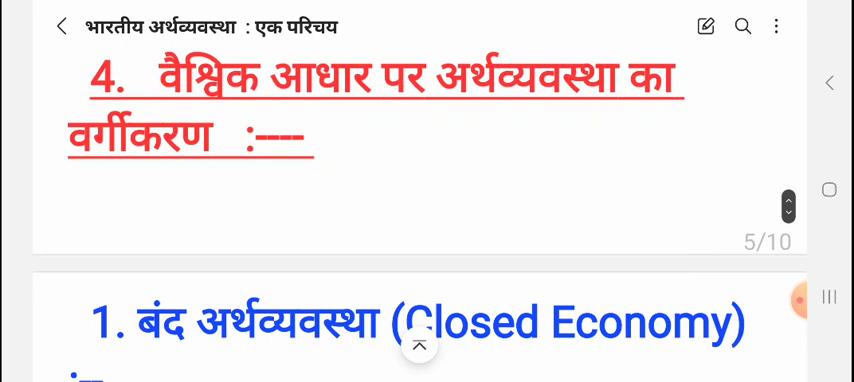 भारतीय अर्थव्यवस्था : एक परिचय
4. वैश्विक आधार पर अर्थव्यवस्था का
वर्गीकरण :----
5/10
1. बंद अर्थव्यवस्था (Closed Economy)
:--